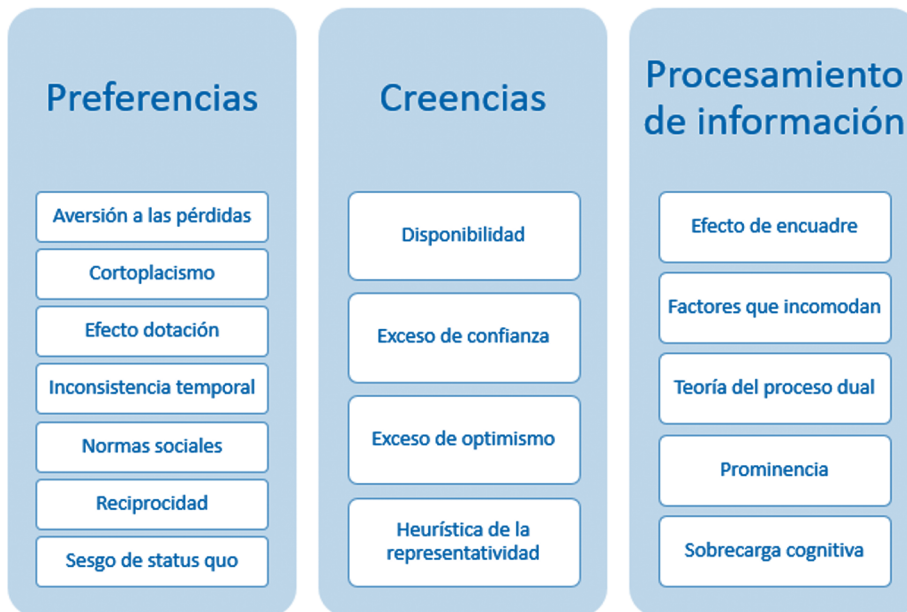 Preferencias
Aversión a las pérdidas
Cortoplacismo
Efecto dotación
Inconsistencia temporal
Normas sociales
Reciprocidad
Sesgo de status quo
Creencias
Disponibilidad
Exceso de confianza
Exceso de optimismo
Heurística de la
representatividad
Procesamiento
de información
Efecto de encuadre
Factores que incomodan
Teoría del proceso dual
Prominencia
Sobrecarga cognitiva